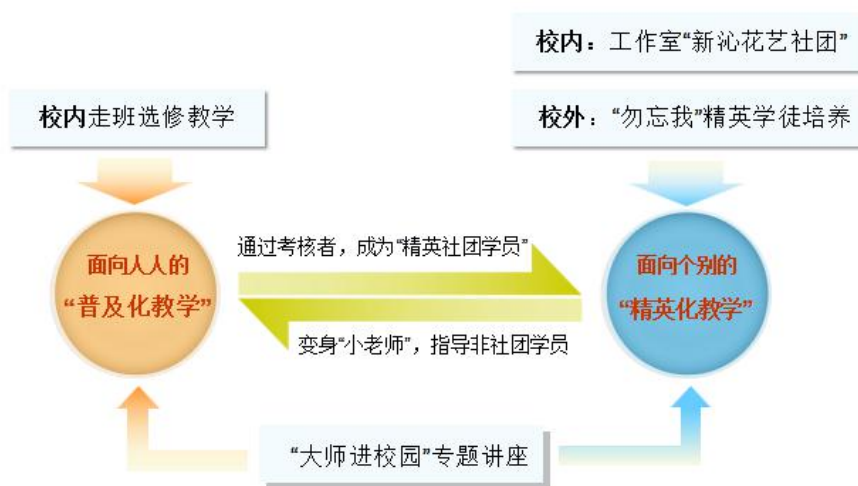 校内：工作室“新沁花艺社团”
校内走班选修教学
校外：“勿忘我”精英学徒培养
通过考核者，成为“精英社团学员”
面向人人的
“普及化教学”
面向个别的
“精英化教学”
变身“小老师”，指导非社团学员
“大师进校园”专题讲座